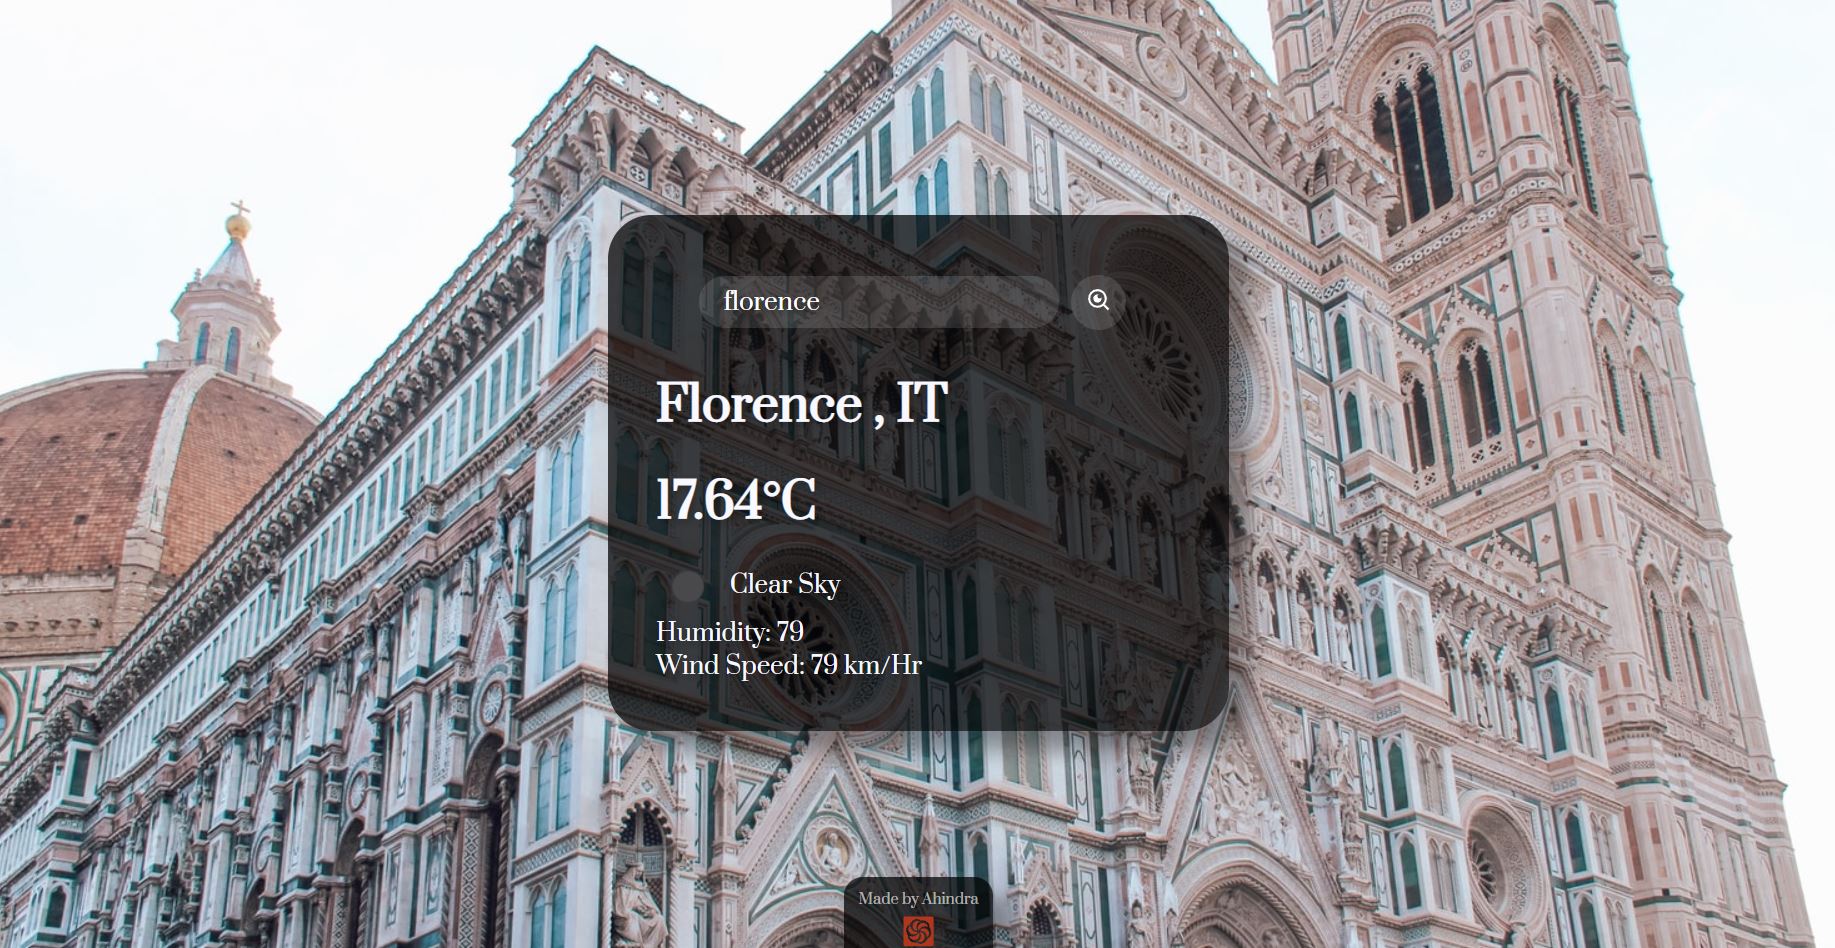 florence
Florence , IT
17.64°C
Clear Sky
Humidity: 79
Wind Speed: 79 km/Hr
Made by Ahindra